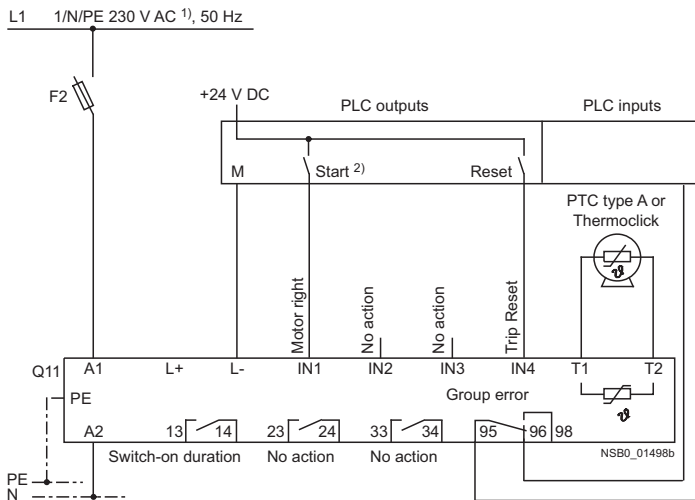 L1 1/N/PE 230 V AC 1), 50 Hz
F2
+24 V DC
PLC outputs
PLC inputs
M
Start 2)
Reset
PTC type A or
Thermoclick
ϑ
Motor right
No action
No action
Trip Reset
Q11
A1 L+ L- IN1 IN2 IN3 IN4 T1 T2
PE
Group error
ϑ
A2 13 14 23 24 33 34 95 96 98
Switch-on duration No action No action
NSB0_01498b
PE
N